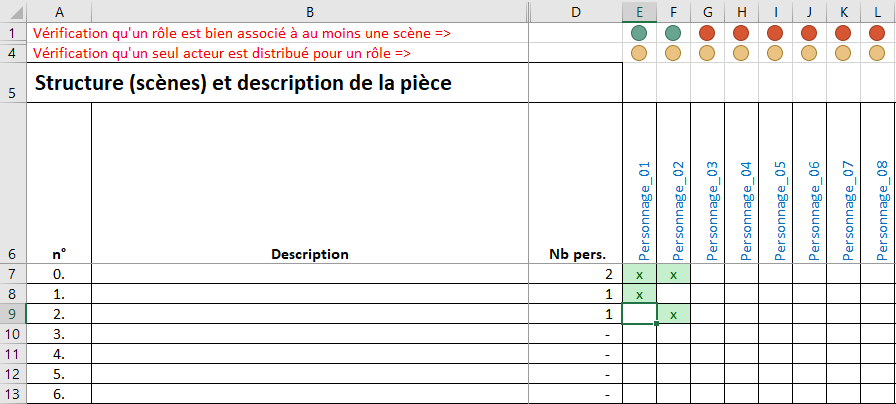 A B D E F G H I J K L
1 Vérification qu'un rôle est bien associé à au moins une scène =>
4 Vérification qu'un seul acteur est distribué pour un rôle =>
5 Structure (scènes) et description de la pièce
6 n° Description Nb pers. Personnage_01 Personnage_02 Personnage_03 Personnage_04 Personnage_05 Personnage_06 Personnage_07 Personnage_08
7 0. 2 x x
8 1. 1 x
9 2. 1 x
10 3. -
11 4. -
12 5. -
13 6. -